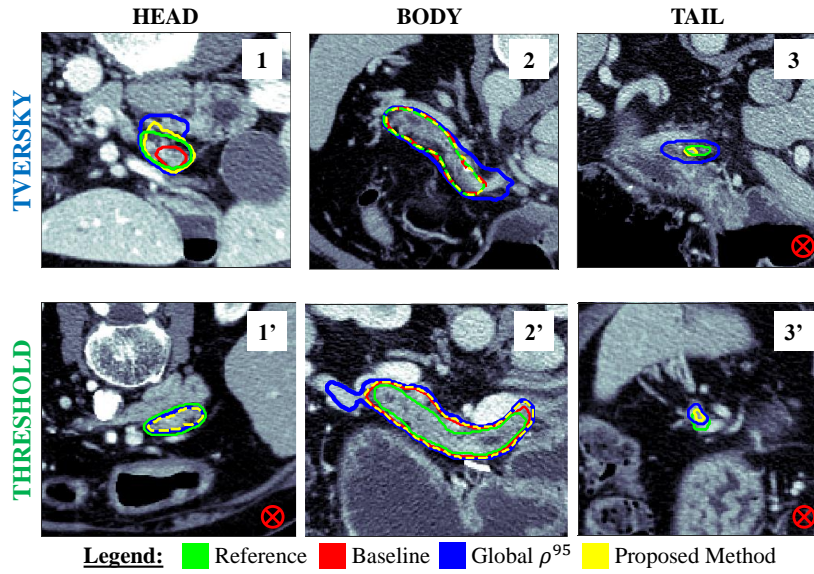 HEAD BODY TAIL
TVERSKY
1 2 3
THRESHOLD
1' 2' 3'
Legend: Reference Baseline Global ρ⁹⁵ Proposed Method